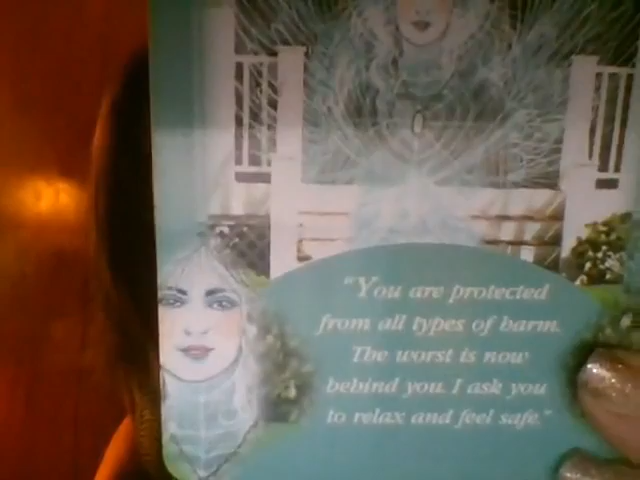 "You are protected
from all types of harm.
The worst is now
behind you. I ask you
to relax and feel safe."